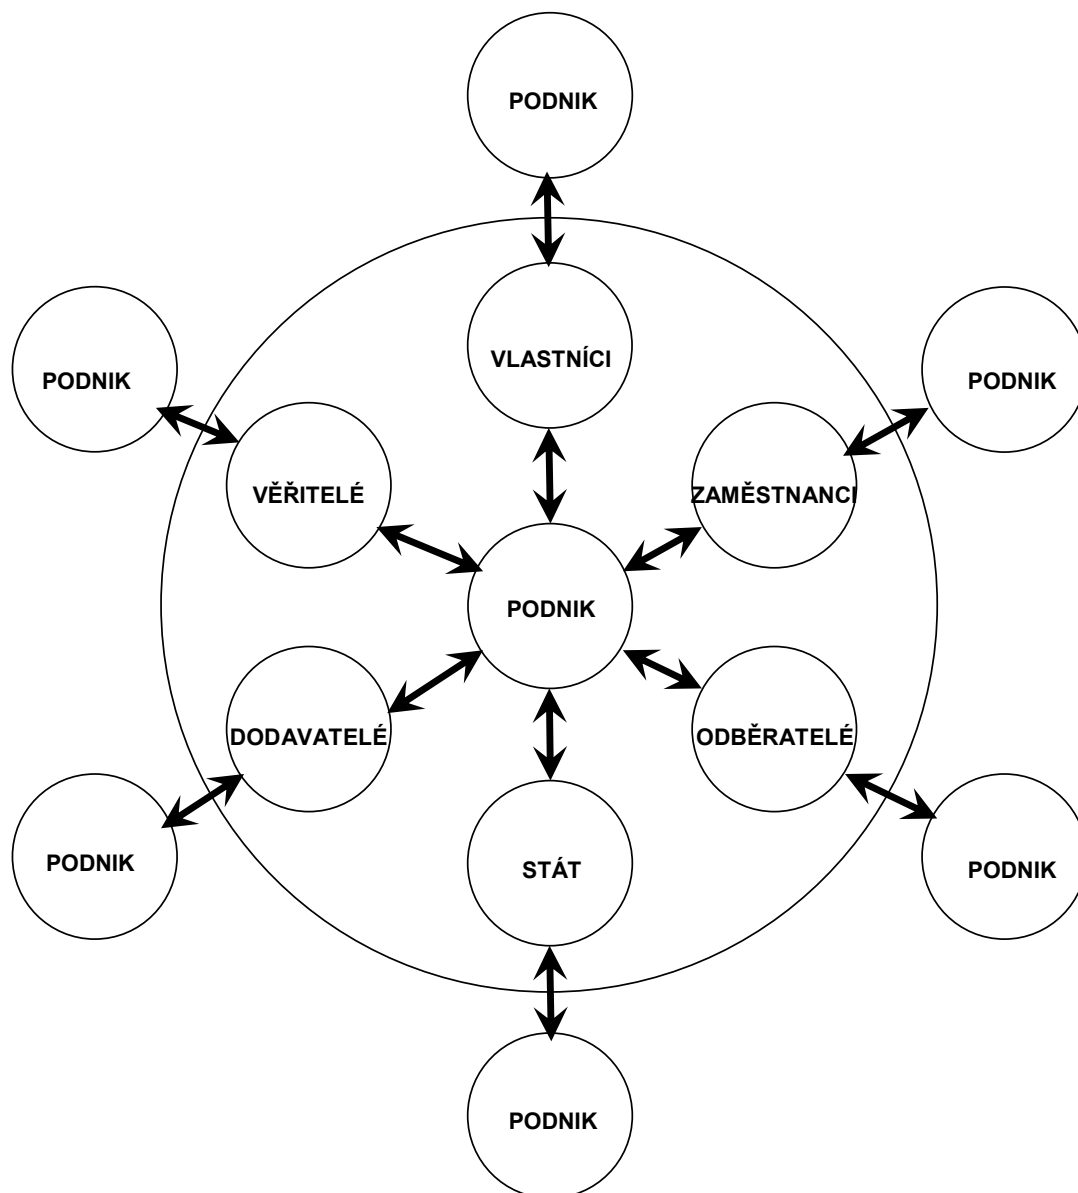 PODNIK
VLASTNÍCI
PODNIK
PODNIK
VĚŘITELÉ
ZAMĚSTNANCI
PODNIK
DODAVATELÉ
ODBĚRATELÉ
PODNIK
STÁT
PODNIK
PODNIK